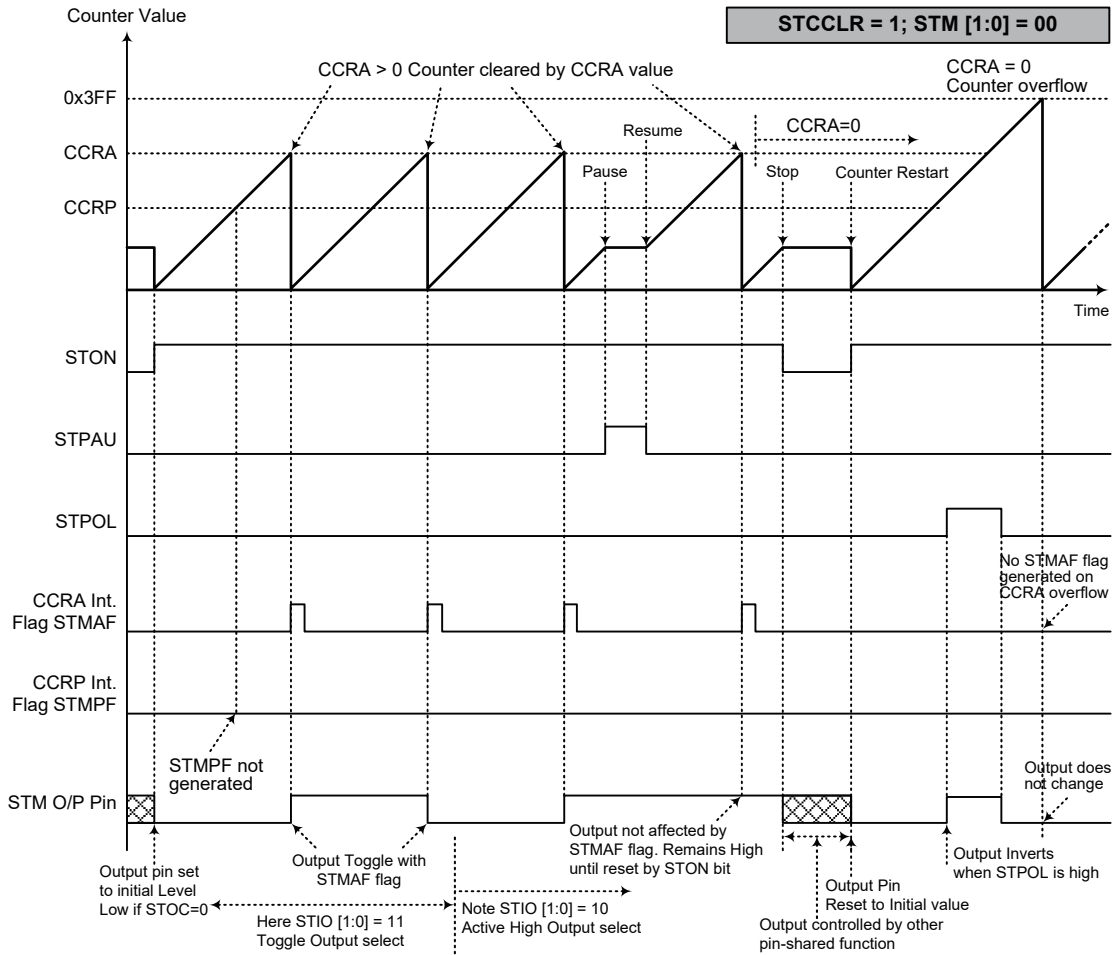 Counter Value
STCCLR = 1; STM [1:0] = 00
CCRA > 0 Counter cleared by CCRA value
CCRA = 0
Counter overflow
0x3FF
Resume
CCRA=0
CCRA
Pause
Stop
Counter Restart
CCRP
Time
STON
STPAU
STPOL
No STMAF flag
generated on
CCRA overflow
CCRA Int.
Flag STMAF
CCRP Int.
Flag STMPF
STMPF not
generated
Output does
not change
STM O/P Pin
Output pin set
to initial Level
Low if STOC=0
Output Toggle with
STMAF flag
Output not affected by
STMAF flag. Remains High
until reset by STON bit
Output Inverts
when STPOL is high
Output Pin
Reset to Initial value
Here STIO [1:0] = 11
Toggle Output select
Note STIO [1:0] = 10
Active High Output select
Output controlled by other
pin-shared function